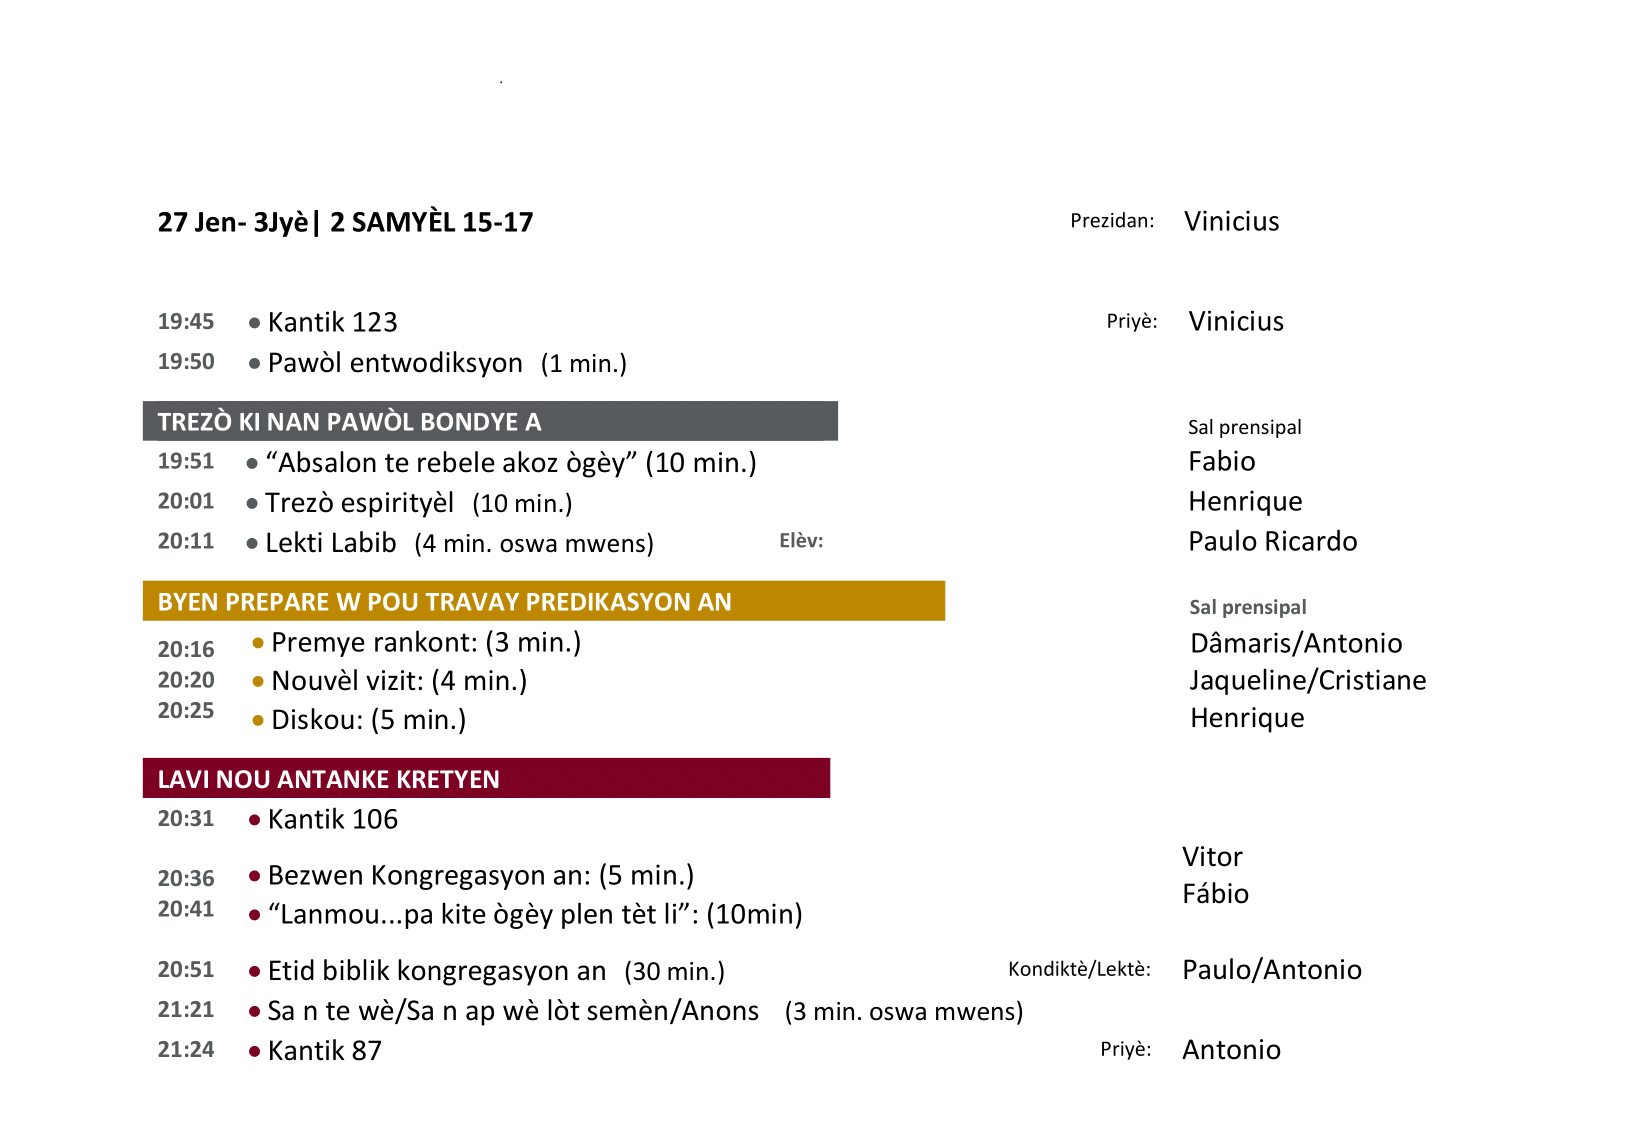 27 Jen- 3Jyè| 2 SAMYÈL 15-17 Prezidan: Vinicius
19:45 • Kantik 123 Priyè: Vinicius
19:50 • Pawòl entwodiksyon (1 min.)
TREZÒ KI NAN PAWÒL BONDYE A Sal prensipal
19:51 • “Absalon te rebele akoz ògèy” (10 min.) Fabio
20:01 • Trezò espirityèl (10 min.) Henrique
20:11 • Lekti Labib (4 min. oswa mwens) Elèv: Paulo Ricardo
BYEN PREPARE W POU TRAVAY PREDIKASYON AN Sal prensipal
20:16 • Premye rankont: (3 min.) Dâmaris/Antonio
20:20 • Nouvèl vizit: (4 min.) Jaqueline/Cristiane
20:25 • Diskou: (5 min.) Henrique
LAVI NOU ANTANKE KRETYEN
20:31 • Kantik 106
20:36 • Bezwen Kongregasyon an: (5 min.) Vitor
20:41 • “Lanmou...pa kite ògèy plen tèt li”: (10min) Fábio
20:51 • Etid biblik kongregasyon an (30 min.) Kondiktè/Lektè: Paulo/Antonio
21:21 • Sa n te wè/Sa n ap wè lòt semèn/Anons (3 min. oswa mwens)
21:24 • Kantik 87 Priyè: Antonio